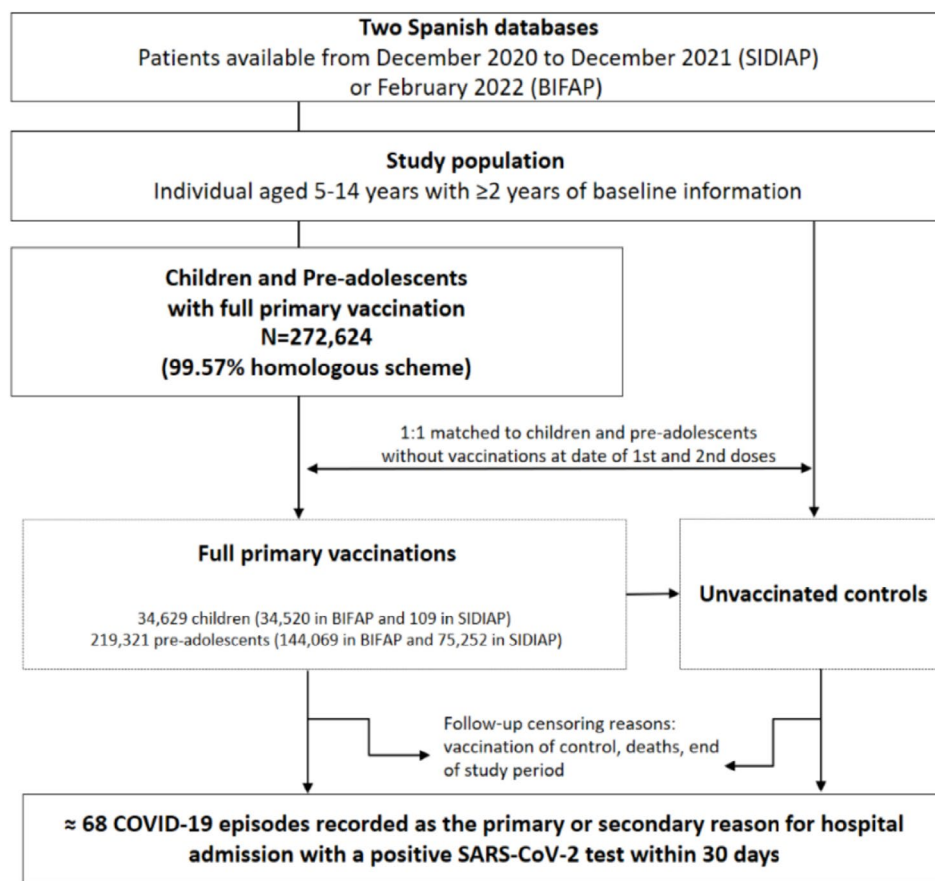 Two Spanish databases
Patients available from December 2020 to December 2021 (SIDIAP)
or February 2022 (BIFAP)
Study population
Individual aged 5-14 years with ≥2 years of baseline information
Children and Pre-adolescents
with full primary vaccination
N=272,624
(99.57% homologous scheme)
1:1 matched to children and pre-adolescents
without vaccinations at date of 1st and 2nd doses
Full primary vaccinations
34,629 children (34,520 in BIFAP and 109 in SIDIAP)
219,321 pre-adolescents (144,069 in BIFAP and 75,252 in SIDIAP)
Unvaccinated controls
Follow-up censoring reasons:
vaccination of control, deaths, end
of study period
≈ 68 COVID-19 episodes recorded as the primary or secondary reason for hospital
admission with a positive SARS-CoV-2 test within 30 days